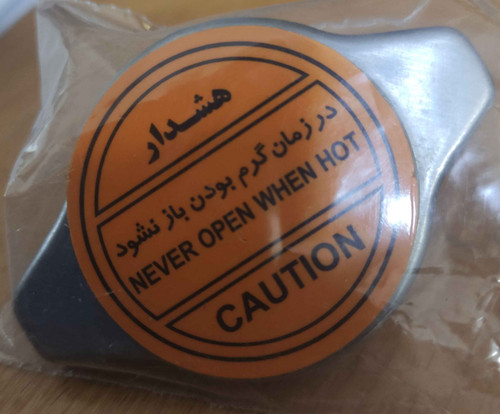 هشدار
در زمان گرم بودن باز نشود
NEVER OPEN WHEN HOT
CAUTION